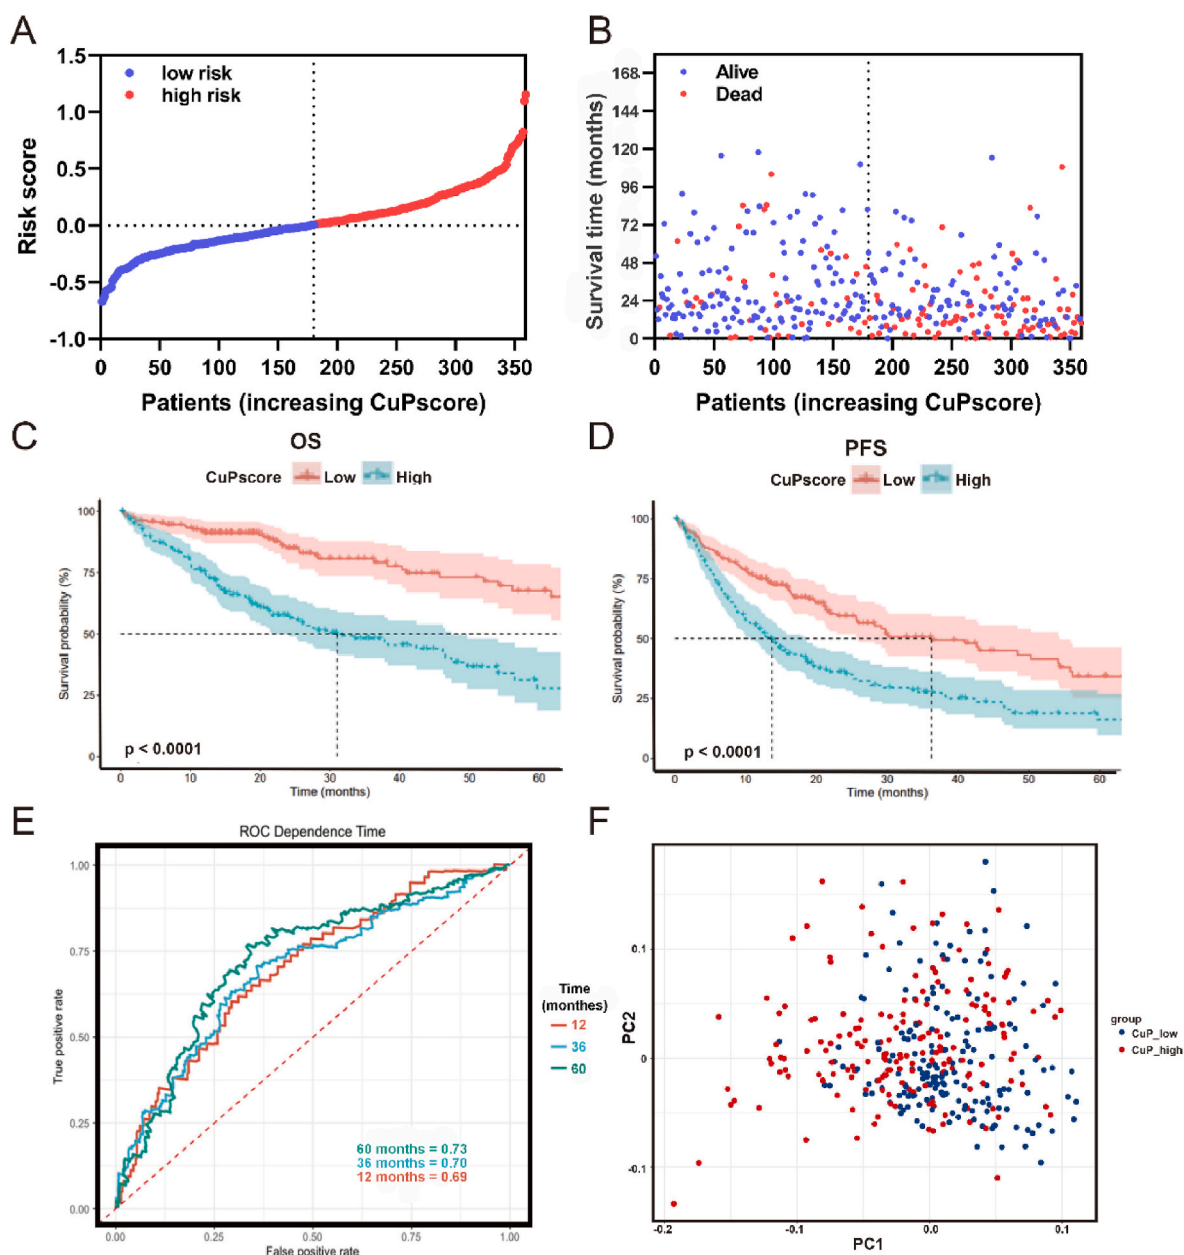 A
1.5
1.0
0.5
0.0
-0.5
-1.0
Risk score
low risk
high risk
0 50 100 150 200 250 300 350
Patients (increasing CuPscore)
B
168
144
120
96
72
48
24
0
Survival time (months)
Alive
Dead
0 50 100 150 200 250 300 350
Patients (increasing CuPscore)
C
OS
CuPscore Low High
100
75
50
25
0
Survival probability (%)
p < 0.0001
0 10 20 30 40 50 60
Time (months)
D
PFS
CuPscore Low High
100
75
50
25
0
Survival probability (%)
p < 0.0001
0 10 20 30 40 50 60
Time (months)
E
ROC Dependence Time
1.00
0.75
0.50
0.25
0.00
True positive rate
60 months = 0.73
36 months = 0.70
12 months = 0.69
0.00 0.25 0.50 0.75 1.00
False positive rate
Time
(monthes)
12
36
60
F
0.1
0
-0.1
PC2
-0.2 -0.1 0.0 0.1
PC1
group
CuP_low
CuP_high